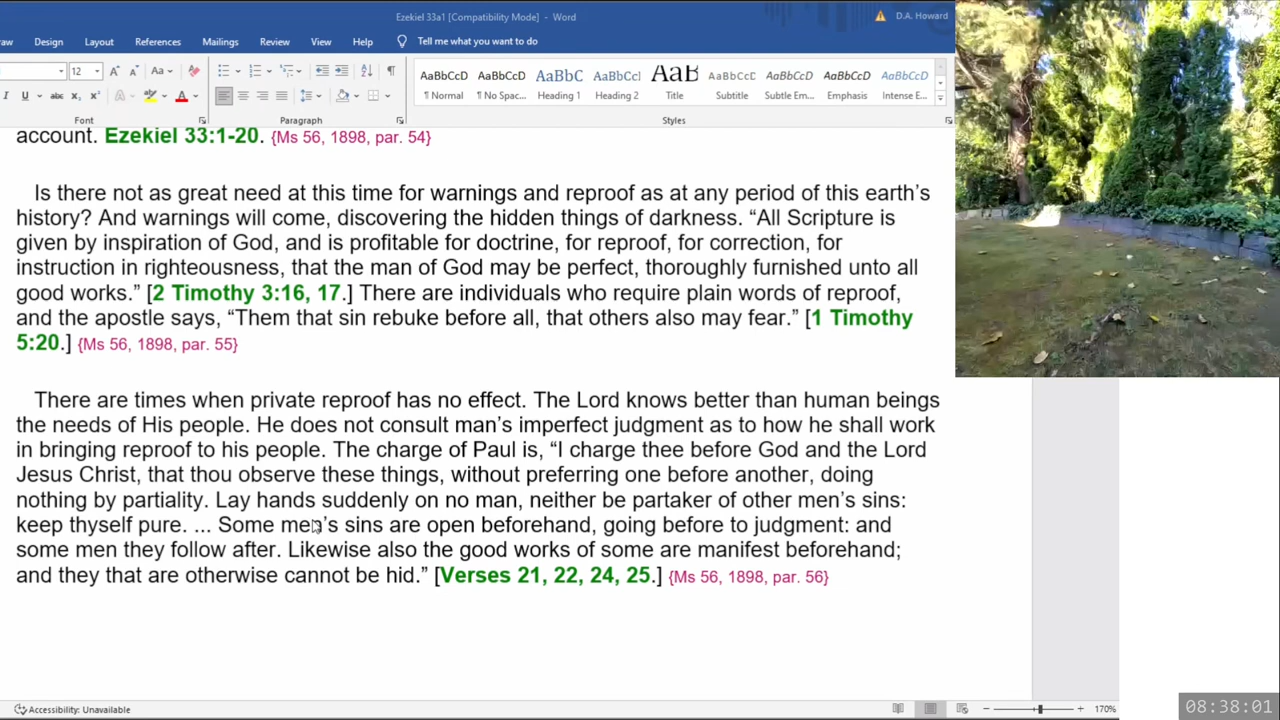 Ezekiel 33a1 [Compatibility Mode] - Word
D.A. Howard
Design Layout References Mailings Review View Help Tell me what you want to do
12 Aa
U abc x₂ x² A A
Font Paragraph Styles
AaBbCcD AaBbCcD AaBbC AaBbCcD AaB AaBbCcD AaBbCcD AaBbCcD AaBbCcD
¶ Normal ¶ No Spac... Heading 1 Heading 2 Title Subtitle Subtle Em... Emphasis Intense E...
account. Ezekiel 33:1-20. {Ms 56, 1898, par. 54}
Is there not as great need at this time for warnings and reproof as at any period of this earth’s
history? And warnings will come, discovering the hidden things of darkness. “All Scripture is
given by inspiration of God, and is profitable for doctrine, for reproof, for correction, for
instruction in righteousness, that the man of God may be perfect, thoroughly furnished unto all
good works.” [2 Timothy 3:16, 17.] There are individuals who require plain words of reproof,
and the apostle says, “Them that sin rebuke before all, that others also may fear.” [1 Timothy
5:20.] {Ms 56, 1898, par. 55}
There are times when private reproof has no effect. The Lord knows better than human beings
the needs of His people. He does not consult man’s imperfect judgment as to how he shall work
in bringing reproof to his people. The charge of Paul is, “I charge thee before God and the Lord
Jesus Christ, that thou observe these things, without preferring one before another, doing
nothing by partiality. Lay hands suddenly on no man, neither be partaker of other men’s sins:
keep thyself pure. ... Some men’s sins are open beforehand, going before to judgment: and
some men they follow after. Likewise also the good works of some are manifest beforehand;
and they that are otherwise cannot be hid.” [Verses 21, 22, 24, 25.] {Ms 56, 1898, par. 56}
Accessibility: Unavailable
170%
08:38:01